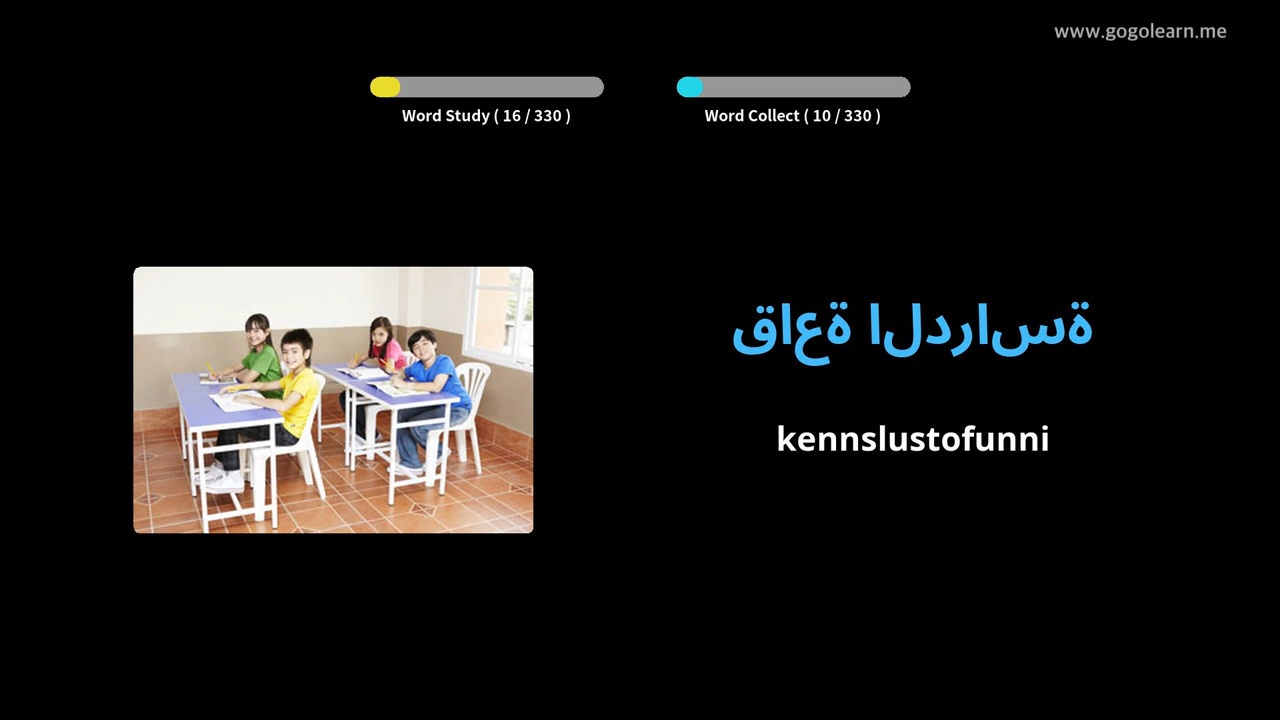 www.gogolearn.me
Word Study ( 16 / 330 )
Word Collect ( 10 / 330 )
قاعة الدراسة
kennslustofunni